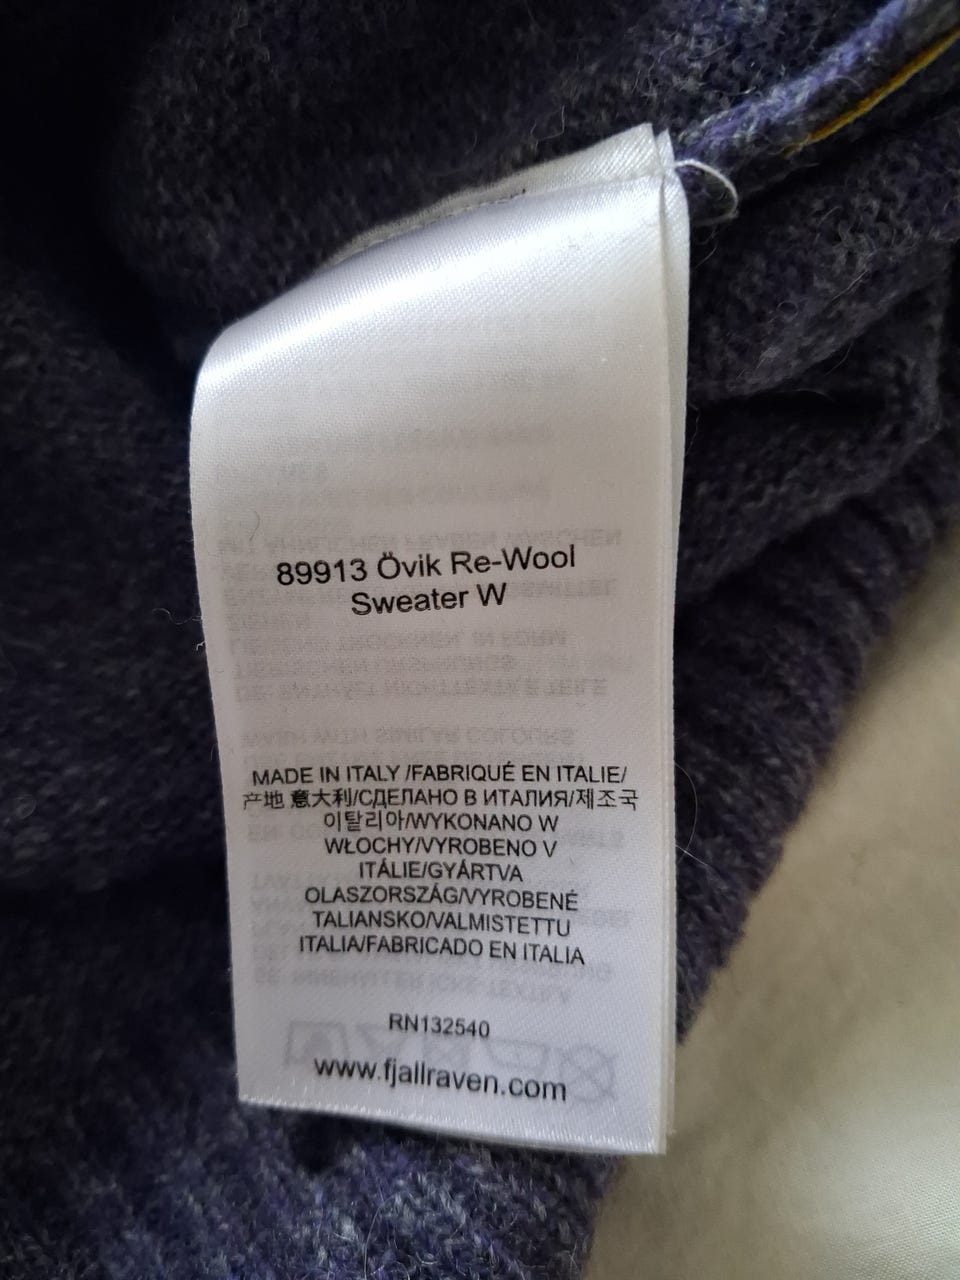 89913 Övik Re-Wool
Sweater W
MADE IN ITALY /FABRIQUÉ EN ITALIE/
产地 意大利/СДЕЛАНО В ИТАЛИЯ/제조국
이탈리아/WYKONANO W
WŁOCHY/VYROBENO V
ITÁLIE/GYÁRTVA
OLASZORSZÁG/VYROBENÉ
TALIANSKO/VALMISTETTU
ITALIA/FABRICADO EN ITALIA
RN132540
www.fjallraven.com